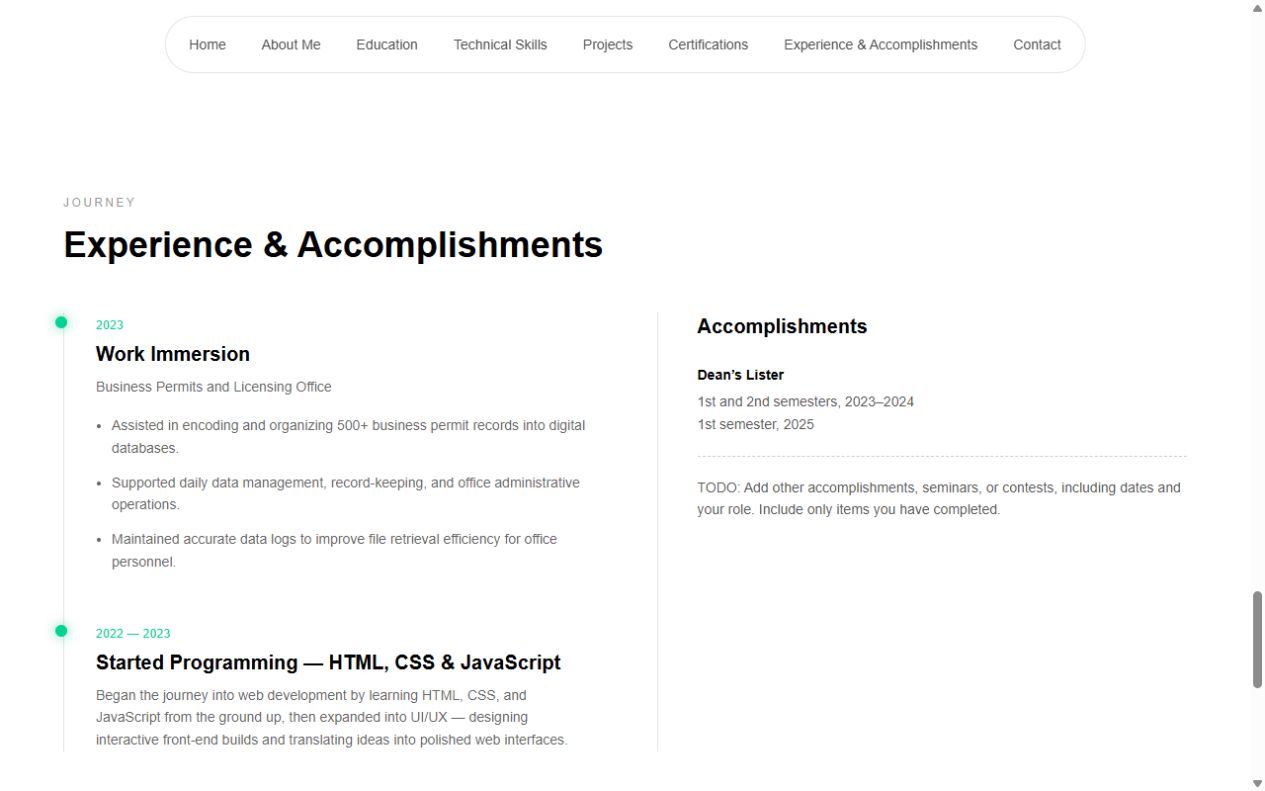 Home About Me Education Technical Skills Projects Certifications Experience & Accomplishments Contact
JOURNEY
Experience & Accomplishments
2023
Work Immersion
Business Permits and Licensing Office
• Assisted in encoding and organizing 500+ business permit records into digital
databases.
• Supported daily data management, record-keeping, and office administrative
operations.
• Maintained accurate data logs to improve file retrieval efficiency for office
personnel.
2022 — 2023
Started Programming — HTML, CSS & JavaScript
Began the journey into web development by learning HTML, CSS, and
JavaScript from the ground up, then expanded into UI/UX — designing
interactive front-end builds and translating ideas into polished web interfaces.
Accomplishments
Dean’s Lister
1st and 2nd semesters, 2023–2024
1st semester, 2025
TODO: Add other accomplishments, seminars, or contests, including dates and
your role. Include only items you have completed.